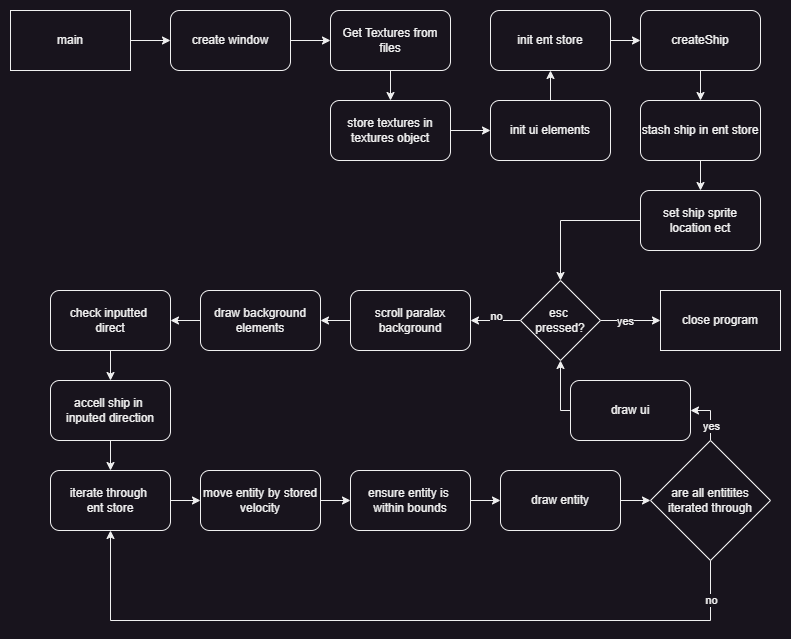 main
create window
Get Textures from
files
init ent store
createShip
store textures in
textures object
init ui elements
stash ship in ent store
set ship sprite
location ect
check inputted
direct
draw background
elements
scroll paralax
background
no
esc
pressed?
yes
close program
accell ship in
inputed direction
draw ui
yes
iterate through
ent store
move entity by stored
velocity
ensure entity is
within bounds
draw entity
are all entitites
iterated through
no